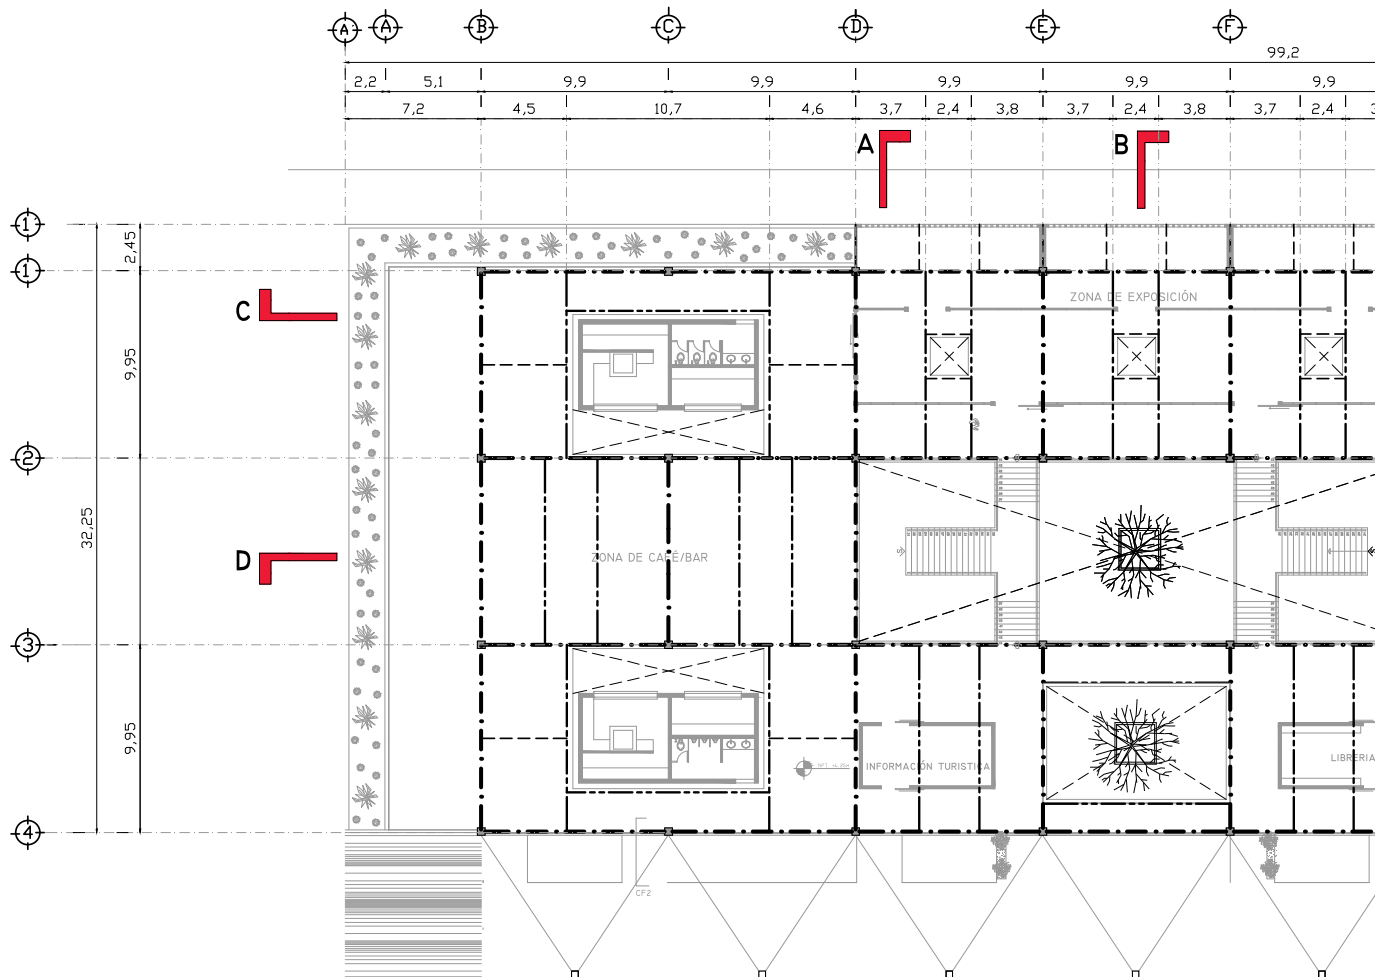 A' A B C D E F
99,2
2,2 5,1 9,9 9,9 9,9 9,9 9,9
7,2 4,5 10,7 4,6 3,7 2,4 3,8 3,7 2,4 3,8 3,7 2,4
A B
1'
2,45
1
ZONA DE EXPOSICIÓN
C
9,95
2
32,25
D
ZONA DE CAFÉ/BAR
3
9,95
INFORMACIÓN TURISTICA
LIBRERIA
4
CF2